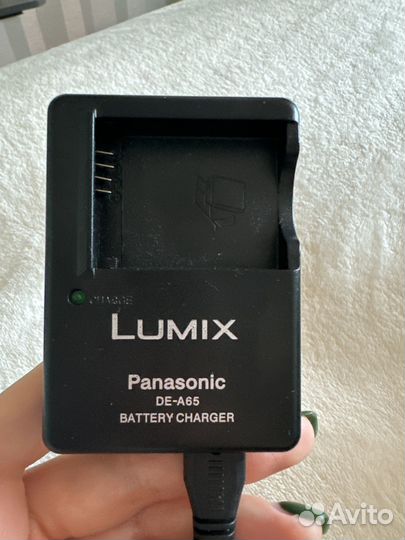 CHARGE
LUMIX
Panasonic
DE-A65
BATTERY CHARGER
Avito